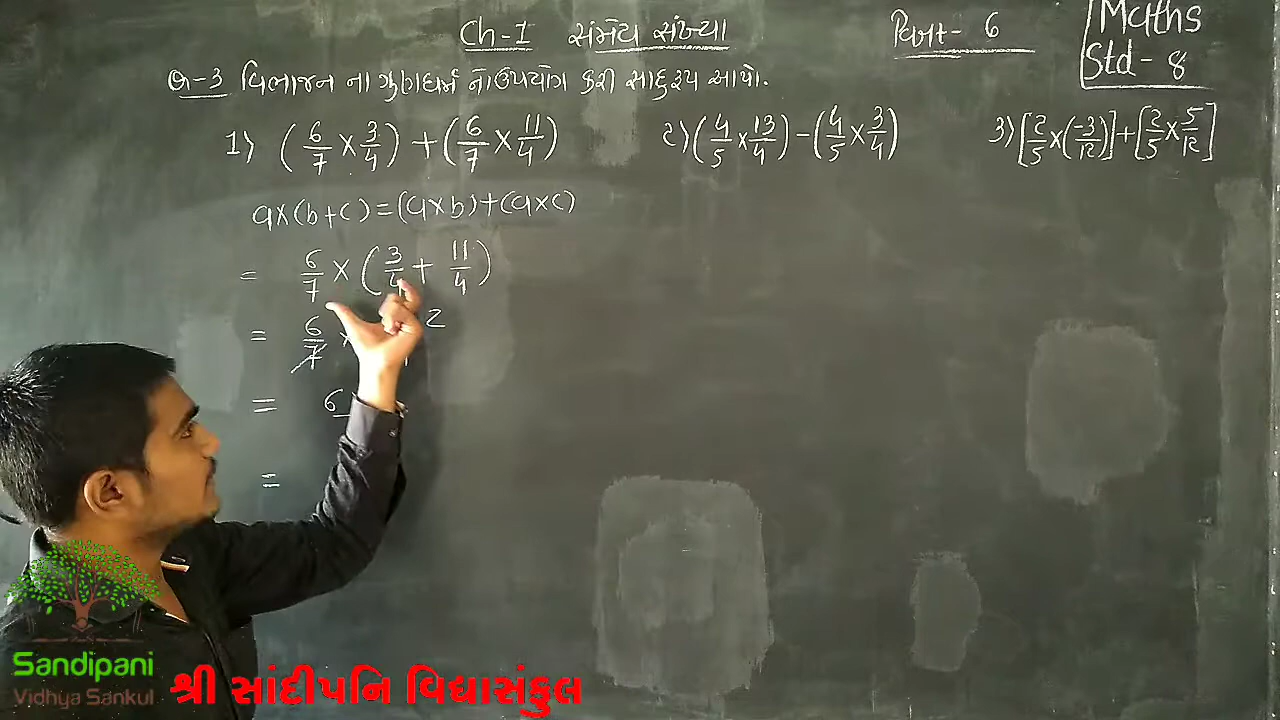 Ch-1 સંમેય સંખ્યા
વિભાગ- 6
Maths
Std - 8
પ્ર-3 વિભાજન ના ગુણધર્મ નો ઉપયોગ કરી સાદુરૂપ આપો.
1) (6/7 × 3/4) + (6/7 × 11/4)
2) (4/5 × 13/4) - (4/5 × 3/4)
3) [2/5 × (-3/12)] + [2/5 × 5/12]
a×(b+c)=(a×b)+(a×c)
= 6/7 × (3/4 + 11/4)
= 6/7 × 2
= 6
=
Sandipani
Vidhya Sankul
શ્રી સાંદીપનિ વિદ્યાસંકુલ